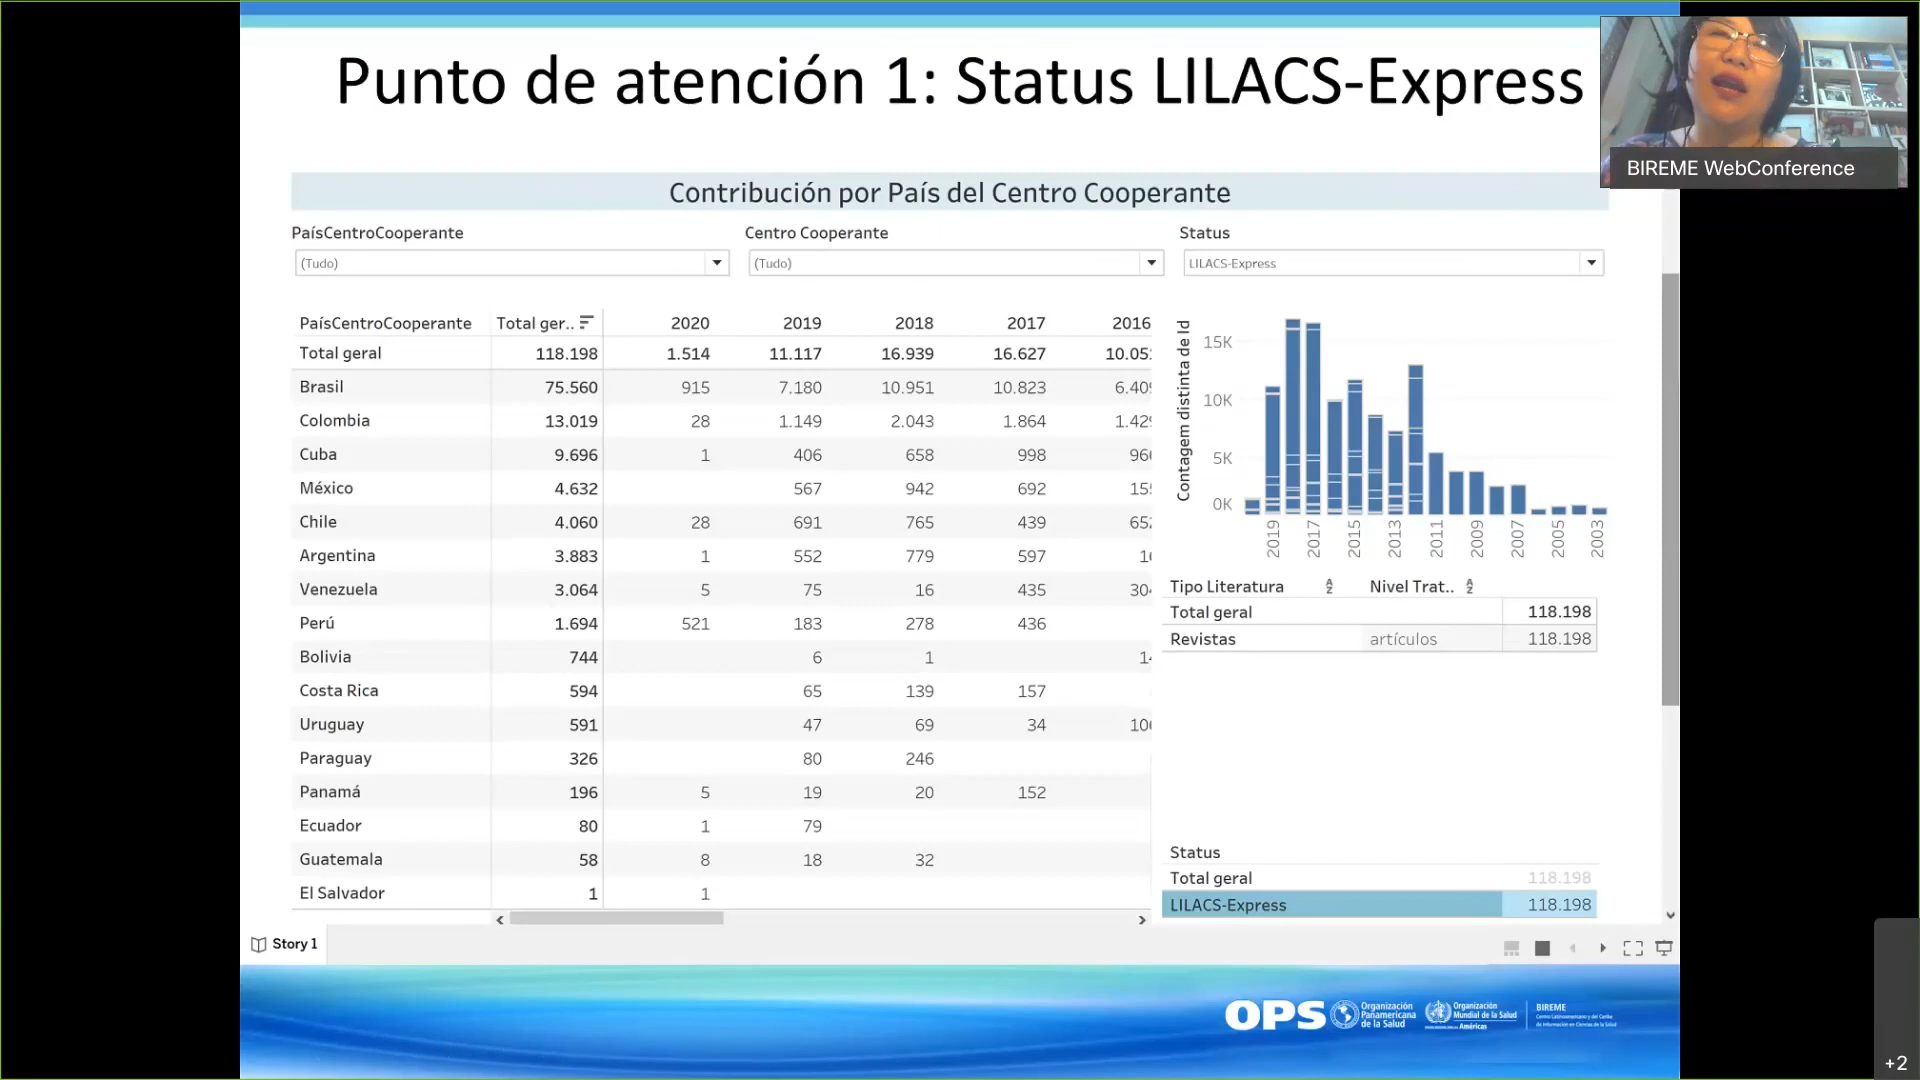 Punto de atención 1: Status LILACS-Express
BIREME WebConference
Contribución por País del Centro Cooperante
PaísCentroCooperante Centro Cooperante Status
(Tudo) (Tudo) LILACS-Express
PaísCentroCooperante Total ger.. 2020 2019 2018 2017 2016
Total geral 118.198 1.514 11.117 16.939 16.627 10.05
Brasil 75.560 915 7.180 10.951 10.823 6.40
Colombia 13.019 28 1.149 2.043 1.864 1.42
Cuba 9.696 1 406 658 998 96
México 4.632 567 942 692 15
Chile 4.060 28 691 765 439 65
Argentina 3.883 1 552 779 597 1
Venezuela 3.064 5 75 16 435 30
Perú 1.694 521 183 278 436
Bolivia 744 6 1 1
Costa Rica 594 65 139 157
Uruguay 591 47 69 34 10
Paraguay 326 80 246
Panamá 196 5 19 20 152
Ecuador 80 1 79
Guatemala 58 8 18 32
El Salvador 1 1
Contagem distinta de Id
15K
10K
5K
0K
2019 2017 2015 2013 2011 2009 2007 2005 2003
Tipo Literatura Nivel Trat..
Total geral 118.198
Revistas artículos 118.198
Status
Total geral 118.198
LILACS-Express 118.198
Story 1
OPS Organización Panamericana de la Salud
Organización Mundial de la Salud Américas
BIREME
Centro Latinoamericano y del Caribe de Información en Ciencias de la Salud
+2